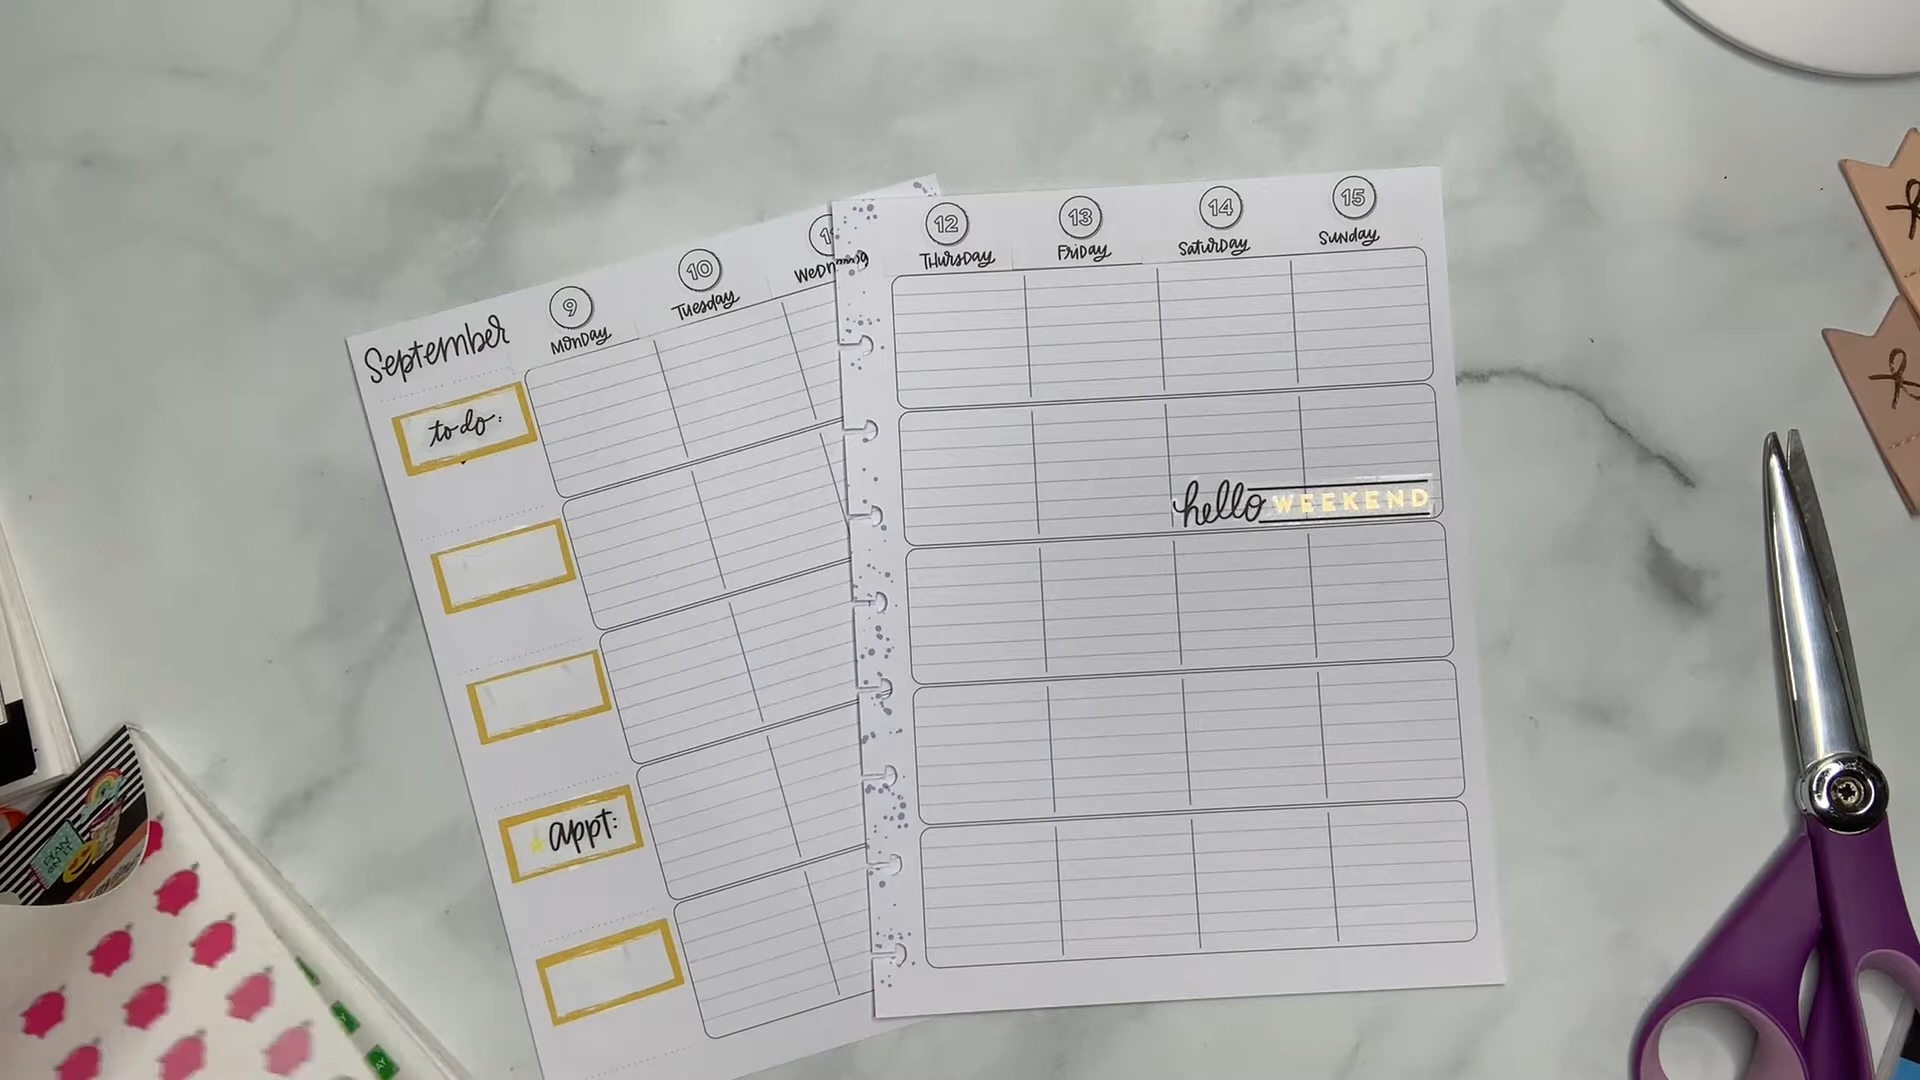 September
9
Monday
10
Tuesday
to do:
appt:
12
Thursday
13
Friday
14
Saturday
15
Sunday
hello WEEKEND